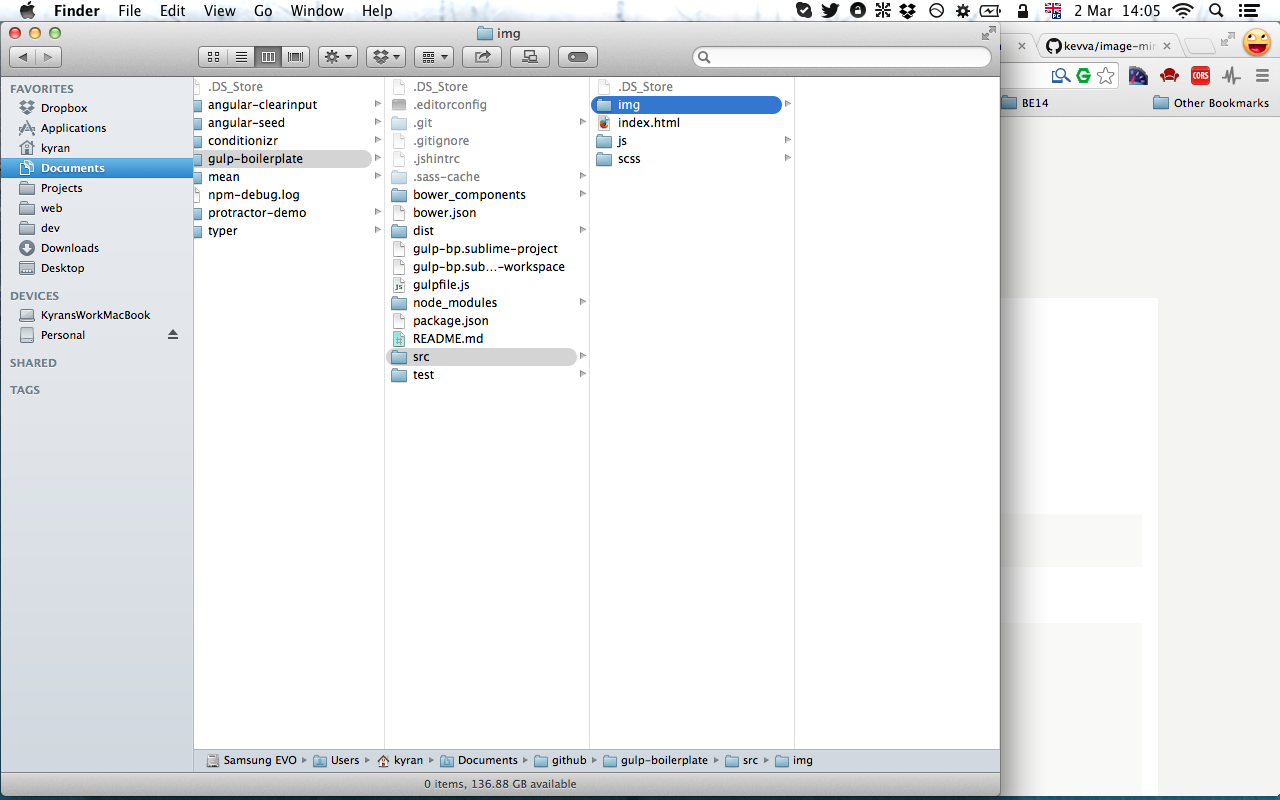 Finder File Edit View Go Window Help 2 Mar 14:05
img
kevva/image-mi
CORS
BE14 Other Bookmarks
FAVORITES
Dropbox
Applications
kyran
Documents
Projects
web
dev
Downloads
Desktop
DEVICES
KyransWorkMacBook
Personal
SHARED
TAGS
.DS_Store
angular-clearinput
angular-seed
conditionizr
gulp-boilerplate
mean
npm-debug.log
protractor-demo
typer
.DS_Store
.editorconfig
.git
.gitignore
.jshintrc
.sass-cache
bower_components
bower.json
dist
gulp-bp.sublime-project
gulp-bp.sub...-workspace
gulpfile.js
node_modules
package.json
README.md
src
test
.DS_Store
img
index.html
js
scss
Samsung EVO Users kyran Documents github gulp-boilerplate src img
0 items, 136.88 GB available